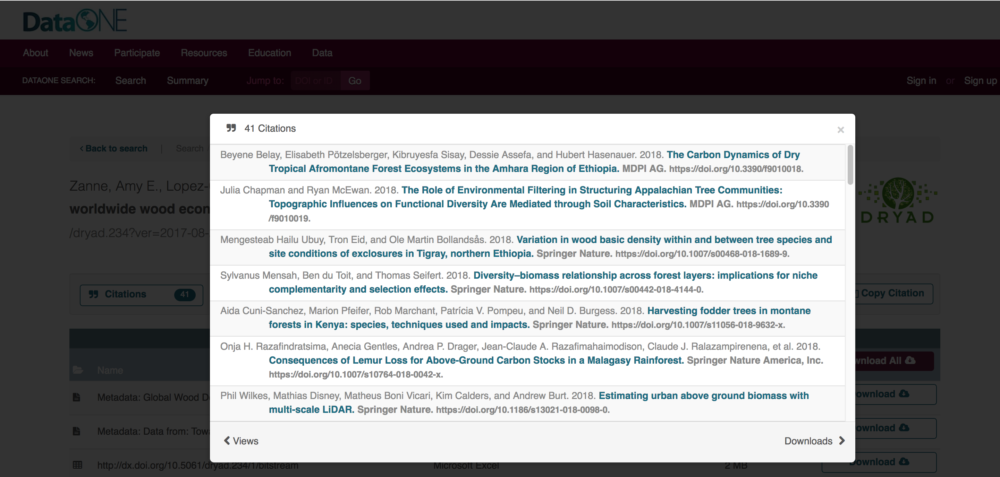 DataONE
About News Participate Resources Education Data
DATAONE SEARCH: Search Summary Jump to: DOI or ID Go Sign in or Sign up
41 Citations ×
Back to search | Search /
Zanne, Amy E., Lopez-
worldwide wood econ
/dryad.234?ver=2017-08-
DRYAD
Citations 41
Copy Citation
Beyene Belay, Elisabeth Pötzelsberger, Kibruyesfa Sisay, Dessie Assefa, and Hubert Hasenauer. 2018. The Carbon Dynamics of Dry
Tropical Afromontane Forest Ecosystems in the Amhara Region of Ethiopia. MDPI AG. https://doi.org/10.3390/f9010018.
Julia Chapman and Ryan McEwan. 2018. The Role of Environmental Filtering in Structuring Appalachian Tree Communities:
Topographic Influences on Functional Diversity Are Mediated through Soil Characteristics. MDPI AG. https://doi.org/10.3390
/f9010019.
Mengesteab Hailu Ubuy, Tron Eid, and Ole Martin Bollandsås. 2018. Variation in wood basic density within and between tree species and
site conditions of exclosures in Tigray, northern Ethiopia. Springer Nature. https://doi.org/10.1007/s00468-018-1689-9.
Sylvanus Mensah, Ben du Toit, and Thomas Seifert. 2018. Diversity–biomass relationship across forest layers: implications for niche
complementarity and selection effects. Springer Nature. https://doi.org/10.1007/s00442-018-4144-0.
Aida Cuni-Sanchez, Marion Pfeifer, Rob Marchant, Patrícia V. Pompeu, and Neil D. Burgess. 2018. Harvesting fodder trees in montane
forests in Kenya: species, techniques used and impacts. Springer Nature. https://doi.org/10.1007/s11056-018-9632-x.
Onja H. Razafindratsima, Anecia Gentles, Andrea P. Drager, Jean-Claude A. Razafimahaimodison, Claude J. Ralazampirenena, et al. 2018.
Consequences of Lemur Loss for Above-Ground Carbon Stocks in a Malagasy Rainforest. Springer Nature America, Inc.
https://doi.org/10.1007/s10764-018-0042-x.
Phil Wilkes, Mathias Disney, Matheus Boni Vicari, Kim Calders, and Andrew Burt. 2018. Estimating urban above ground biomass with
multi-scale LiDAR. Springer Nature. https://doi.org/10.1186/s13021-018-0098-0.
Views Downloads
Name wnload All
Metadata: Global Wood D ownload
Metadata: Data from: Towa ownload
http://dx.doi.org/10.5061/dryad.234/1/bitstream Microsoft Excel 2 MB Download